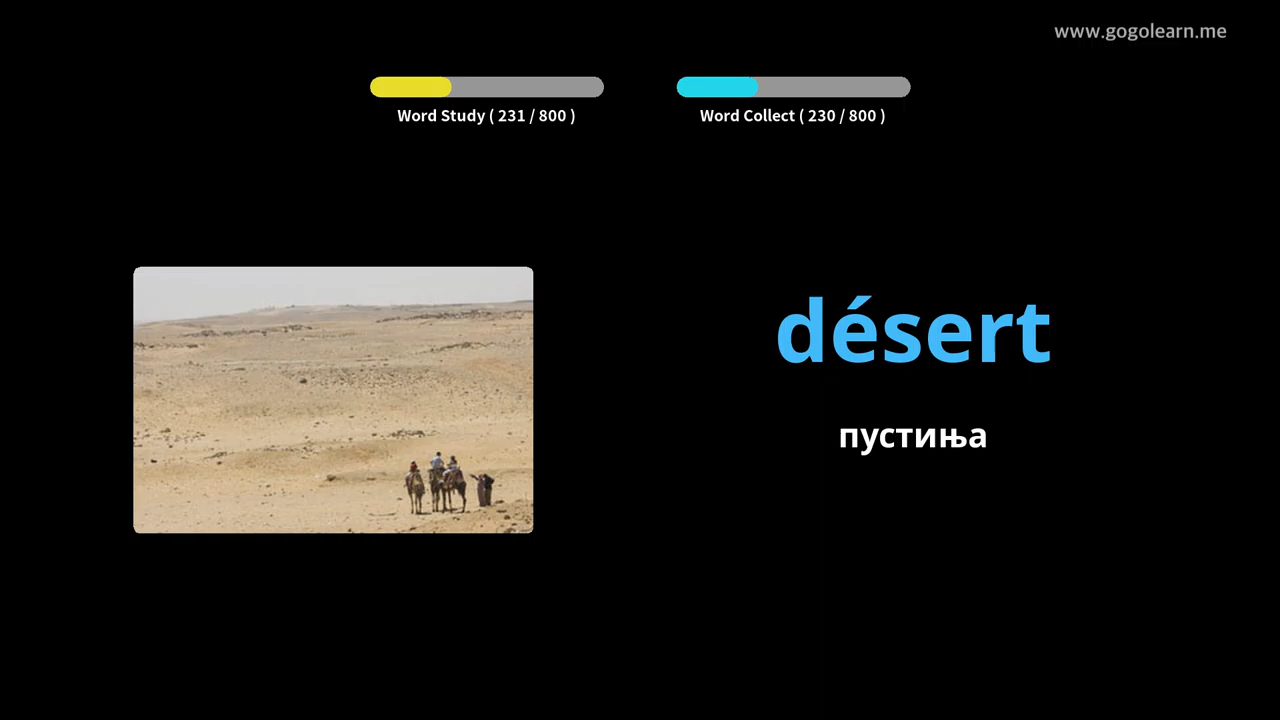 www.gogolearn.me
Word Study ( 231 / 800 )
Word Collect ( 230 / 800 )
désert
пустиња